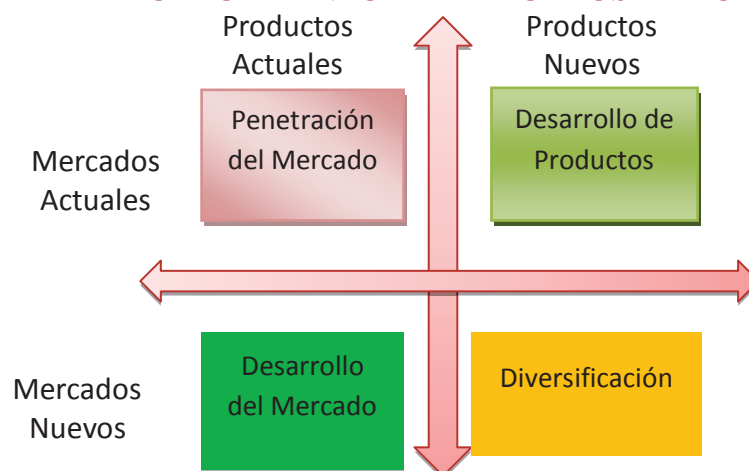 Productos
Actuales
Productos
Nuevos
Mercados
Actuales
Penetración
del Mercado
Desarrollo de
Productos
Mercados
Nuevos
Desarrollo
del Mercado
Diversificación